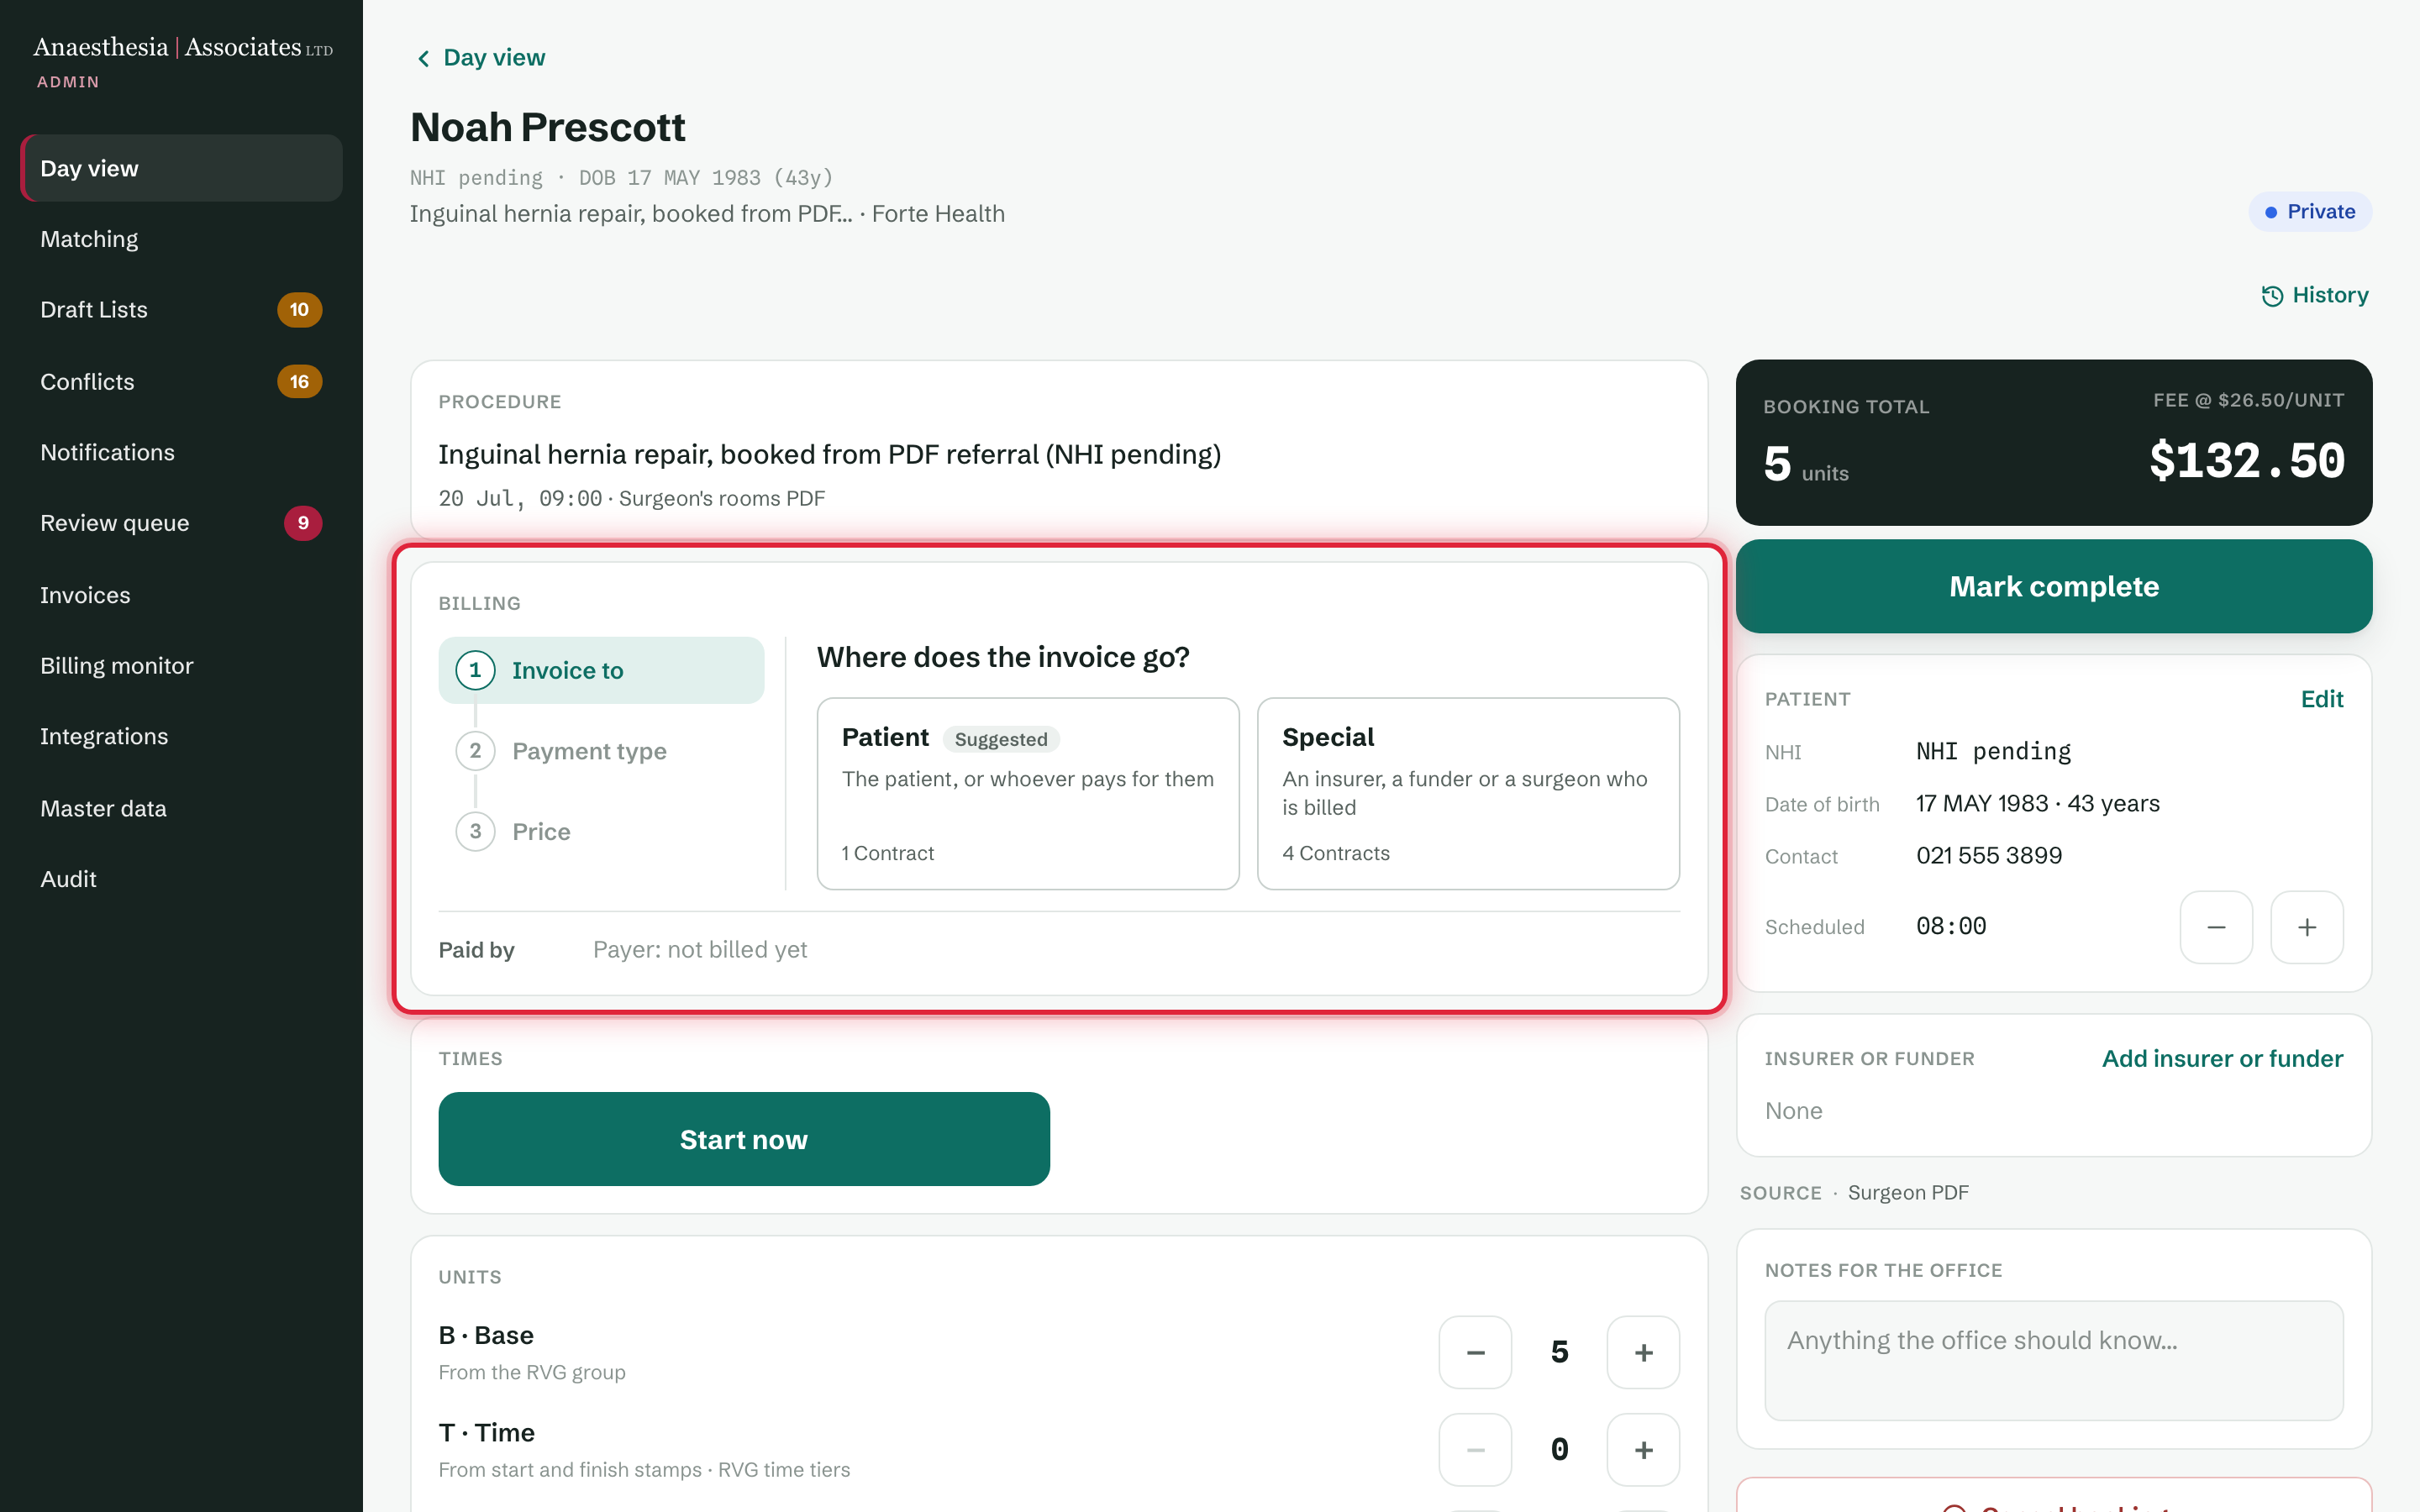 Anaesthesia | Associates LTD
ADMIN
Day view
Matching
Draft Lists 10
Conflicts 16
Notifications
Review queue 9
Invoices
Billing monitor
Integrations
Master data
Audit
Day view
Noah Prescott
NHI pending · DOB 17 MAY 1983 (43y)
Inguinal hernia repair, booked from PDF... · Forte Health
Private
History
PROCEDURE
Inguinal hernia repair, booked from PDF referral (NHI pending)
20 Jul, 09:00 · Surgeon's rooms PDF
BILLING
1 Invoice to
2 Payment type
3 Price
Where does the invoice go?
Patient Suggested
The patient, or whoever pays for them
1 Contract
Special
An insurer, a funder or a surgeon who
is billed
4 Contracts
Paid by Payer: not billed yet
TIMES
Start now
UNITS
B · Base
From the RVG group
− 5 +
T · Time
From start and finish stamps · RVG time tiers
− 0 +
BOOKING TOTAL
5 units
FEE @ $26.50/UNIT
$132.50
Mark complete
PATIENT Edit
NHI NHI pending
Date of birth 17 MAY 1983 · 43 years
Contact 021 555 3899
Scheduled 08:00 − +
INSURER OR FUNDER Add insurer or funder
None
SOURCE · Surgeon PDF
NOTES FOR THE OFFICE
Anything the office should know...